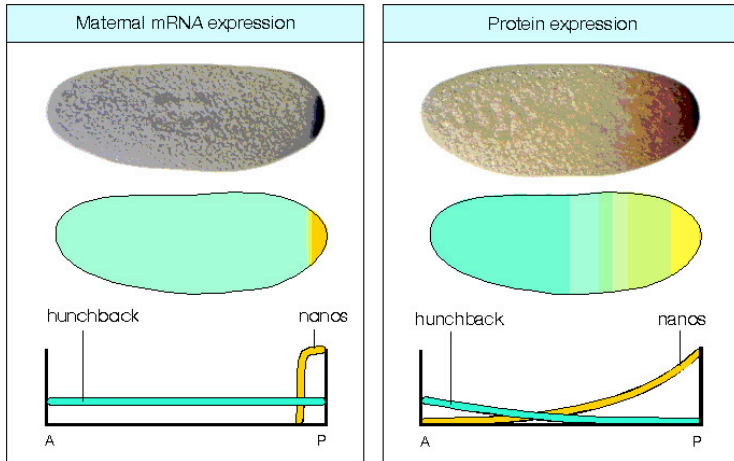 Maternal mRNA expression
Protein expression
hunchback
nanos
A
P
hunchback
nanos
A
P